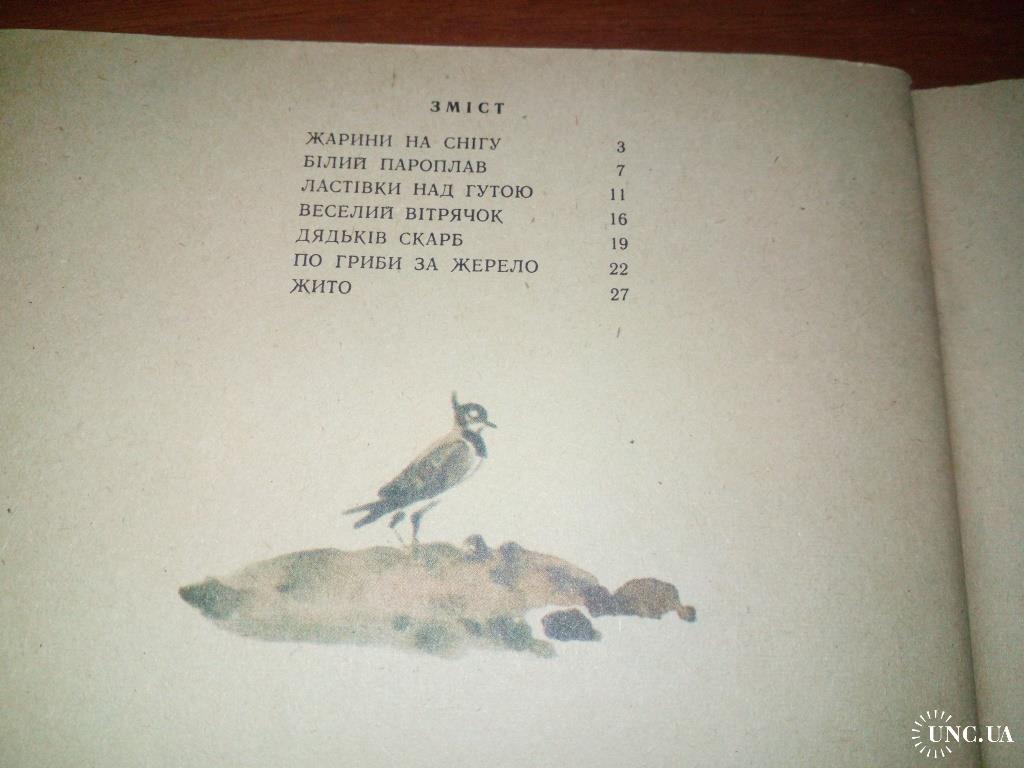 ЗМІСТ
ЖАРИНИ НА СНІГУ 3
БІЛИЙ ПАРОПЛАВ 7
ЛАСТІВКИ НАД ГУТОЮ 11
ВЕСЕЛИЙ ВІТРЯЧОК 16
ДЯДЬКІВ СКАРБ 19
ПО ГРИБИ ЗА ЖЕРЕЛО 22
ЖИТО 27
UNC.UA